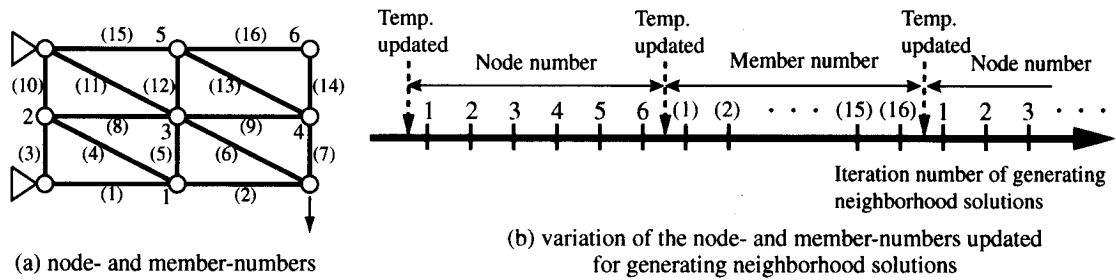 (15) 5 (16) 6
(10) (11) (12) (13) (14)
2 (8) 3 (9) 4
(3) (4) (5) (6) (7)
(1) 1 (2)
(a) node- and member-numbers
Temp. updated
Temp. updated
Temp. updated
Node number
Member number
Node number
1 2 3 4 5 6 (1) (2) · · · · (15) (16) 1 2 3 · · · ·
Iteration number of generating
neighborhood solutions
(b) variation of the node- and member-numbers updated
for generating neighborhood solutions